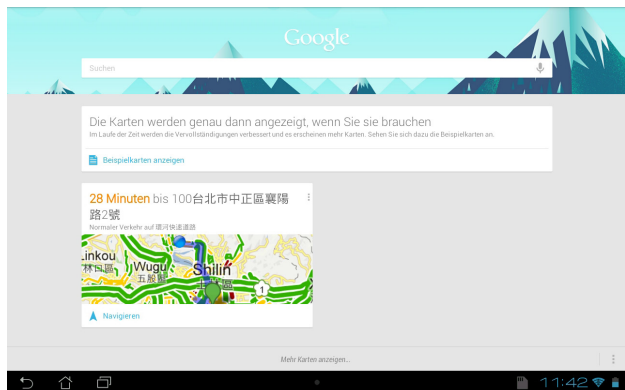 Google
Suchen
Die Karten werden genau dann angezeigt, wenn Sie sie brauchen
Im Laufe der Zeit werden die Vervollständigungen verbessert und es erscheinen mehr Karten. Sehen Sie sich dazu die Beispielkarten an.
Beispielkarten anzeigen
28 Minuten bis 100台北市中正區襄陽
路2號
Normaler Verkehr auf 環河快速道路
Linkou
林口區
Wugu
五股區
Shilin
士林區
1
Navigieren
Mehr Karten anzeigen...
11:42